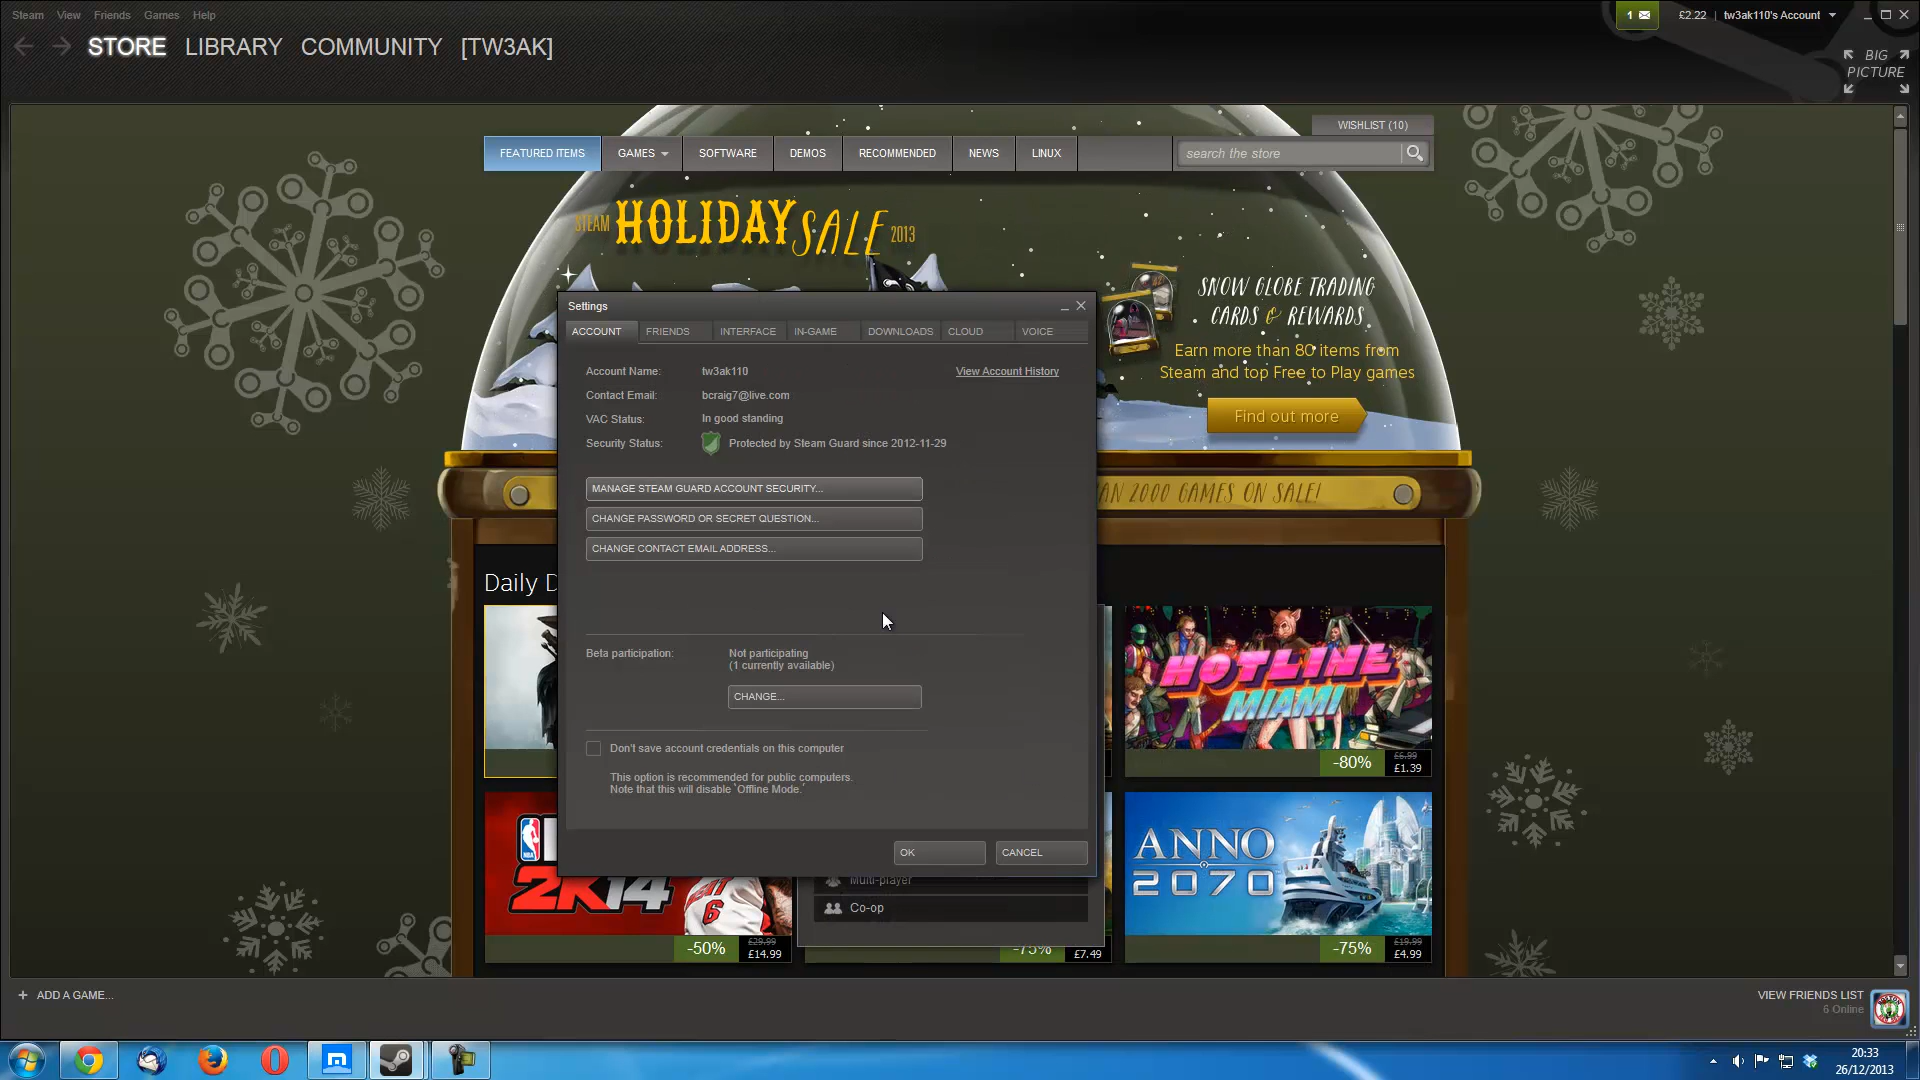 Steam View Friends Games Help
1 £2.22 | tw3ak110's Account
STORE LIBRARY COMMUNITY [TW3AK]
BIG PICTURE
WISHLIST (10)
FEATURED ITEMS GAMES SOFTWARE DEMOS RECOMMENDED NEWS LINUX search the store
STEAM HOLIDAY SALE 2013
SNOW GLOBE TRADING
CARDS & REWARDS
Earn more than 80 items from
Steam and top Free to Play games
Find out more
Settings
ACCOUNT FRIENDS INTERFACE IN-GAME DOWNLOADS CLOUD VOICE
Account Name: tw3ak110 View Account History
Contact Email: bcraig7@live.com
VAC Status: In good standing
Security Status: Protected by Steam Guard since 2012-11-29
MANAGE STEAM GUARD ACCOUNT SECURITY...
CHANGE PASSWORD OR SECRET QUESTION...
CHANGE CONTACT EMAIL ADDRESS...
Beta participation: Not participating
(1 currently available)
CHANGE...
Don't save account credentials on this computer
This option is recommended for public computers.
Note that this will disable `Offline Mode.'
OK CANCEL
2000 GAMES ON SALE!
Daily
HOTLINE
MIAMI
-80% £6.99
£1.39
NBA
2K14
6
-50% £29.99
£14.99
Multi-player
Co-op
-75%
£7.49
ANNO
2070
-75% £19.99
£4.99
+ ADD A GAME...
VIEW FRIENDS LIST
6 Online
20:33
26/12/2013